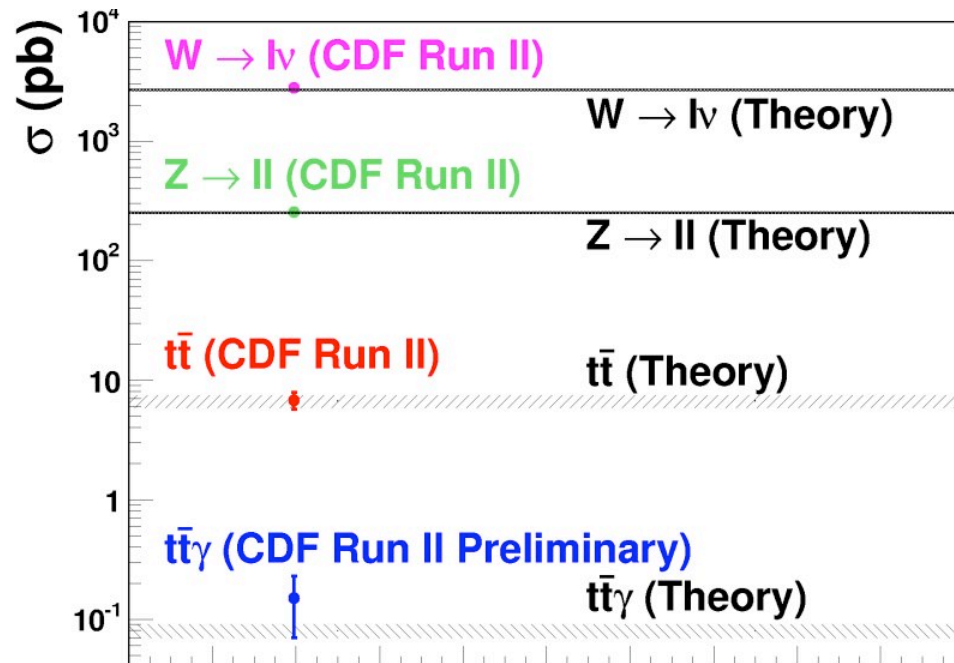 10⁴
W → lν (CDF Run II)
σ (pb)
W → lν (Theory)
10³
Z → ll (CDF Run II)
Z → ll (Theory)
10²
tt̄ (CDF Run II)
tt̄ (Theory)
10
1
tt̄γ (CDF Run II Preliminary)
tt̄γ (Theory)
10⁻¹